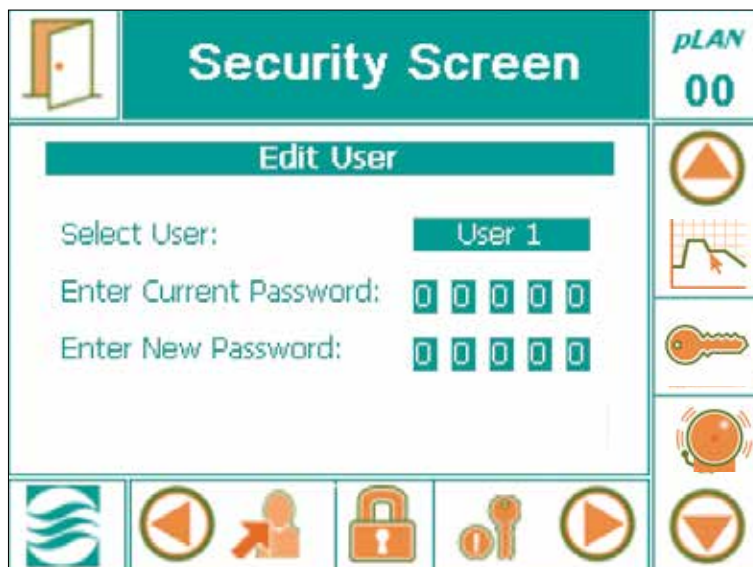 Security Screen
pLAN
00
Edit User
Select User: User 1
Enter Current Password: 0 0 0 0 0
Enter New Password: 0 0 0 0 0